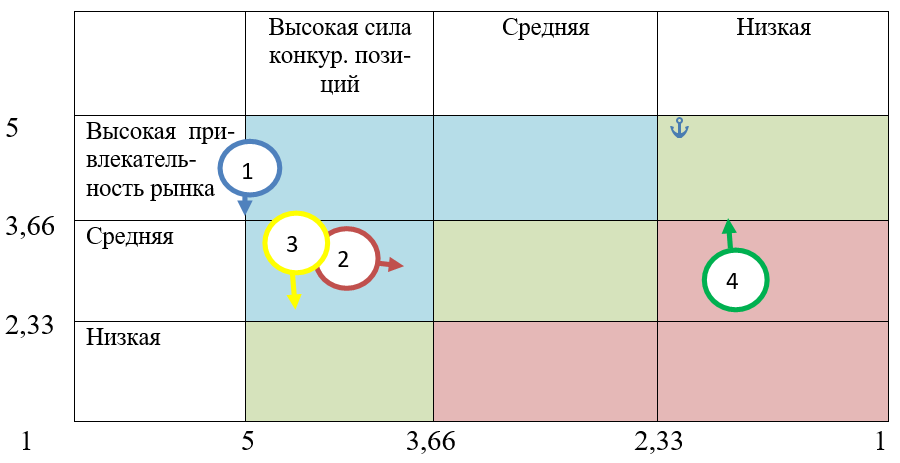 Высокая сила
конкур. пози-
ций
Средняя
Низкая
5
Высокая при-
влекатель-
ность рынка
1
3,66
Средняя
3
2
4
2,33
Низкая
1
5
3,66
2,33
1